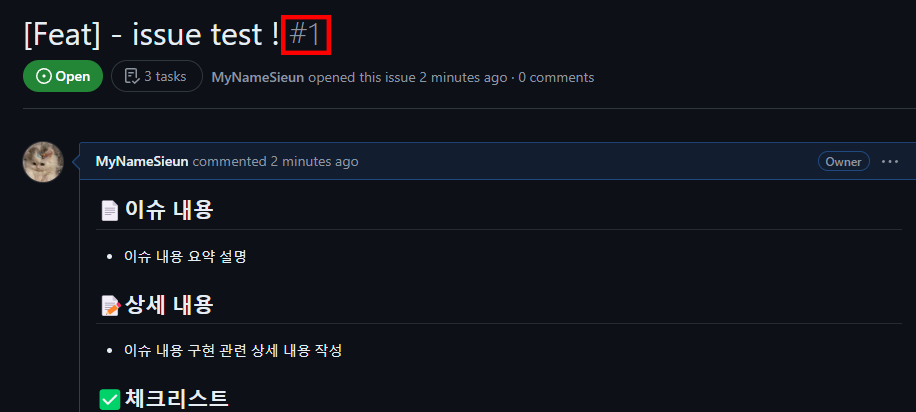 [Feat] - issue test ! #1
Open 3 tasks MyNameSieun opened this issue 2 minutes ago · 0 comments
MyNameSieun commented 2 minutes ago Owner ···
이슈 내용
• 이슈 내용 요약 설명
상세 내용
• 이슈 내용 구현 관련 상세 내용 작성
체크리스트